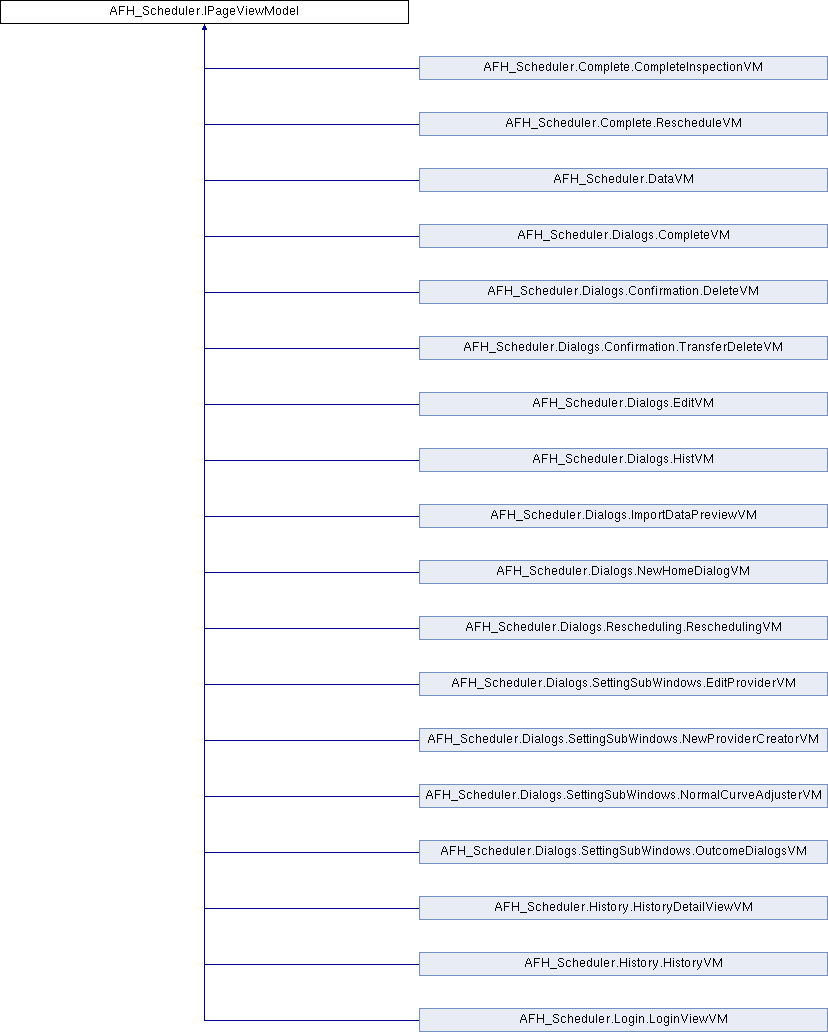 AFH_Scheduler.IPageViewModel
AFH_Scheduler.Complete.CompleteInspectionVM
AFH_Scheduler.Complete.RescheduleVM
AFH_Scheduler.DataVM
AFH_Scheduler.Dialogs.CompleteVM
AFH_Scheduler.Dialogs.Confirmation.DeleteVM
AFH_Scheduler.Dialogs.Confirmation.TransferDeleteVM
AFH_Scheduler.Dialogs.EditVM
AFH_Scheduler.Dialogs.HistVM
AFH_Scheduler.Dialogs.ImportDataPreviewVM
AFH_Scheduler.Dialogs.NewHomeDialogVM
AFH_Scheduler.Dialogs.Rescheduling.ReschedulingVM
AFH_Scheduler.Dialogs.SettingSubWindows.EditProviderVM
AFH_Scheduler.Dialogs.SettingSubWindows.NewProviderCreatorVM
AFH_Scheduler.Dialogs.SettingSubWindows.NormalCurveAdjusterVM
AFH_Scheduler.Dialogs.SettingSubWindows.OutcomeDialogsVM
AFH_Scheduler.History.HistoryDetailViewVM
AFH_Scheduler.History.HistoryVM
AFH_Scheduler.Login.LoginViewVM